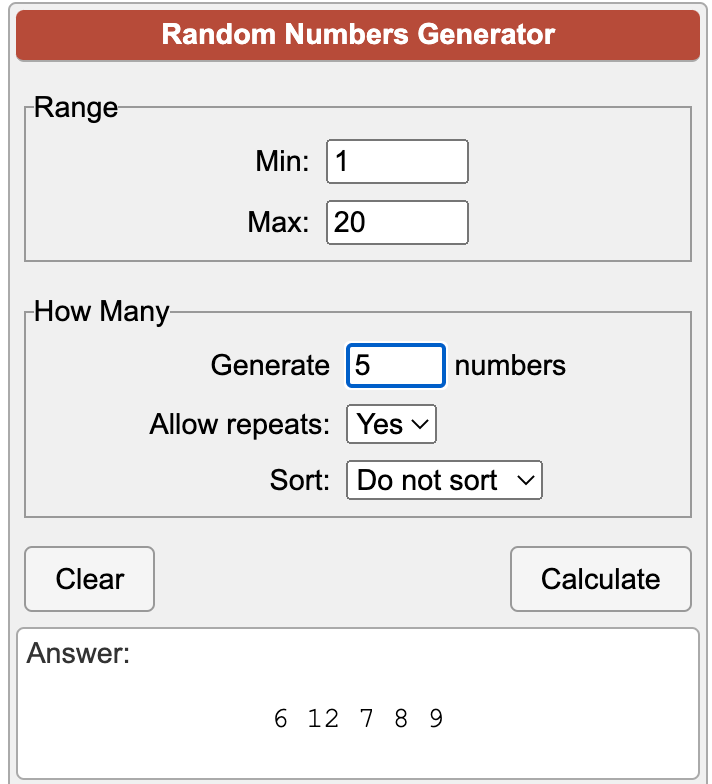 Random Numbers Generator
Range
Min: 1
Max: 20
How Many
Generate 5 numbers
Allow repeats: Yes
Sort: Do not sort
Clear Calculate
Answer:
6 12 7 8 9